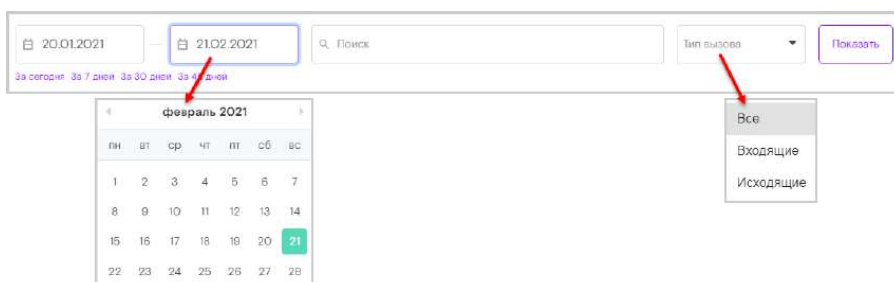 20.01.2021 — 21.02.2021 Поиск Тип вызова Показать
За сегодня За 7 дней За 30 дней За 45 дней
февраль 2021
пн вт ср чт пт сб вс
1 2 3 4 5 6 7
8 9 10 11 12 13 14
15 16 17 18 19 20 21
22 23 24 25 26 27 28
Все
Входящие
Исходящие